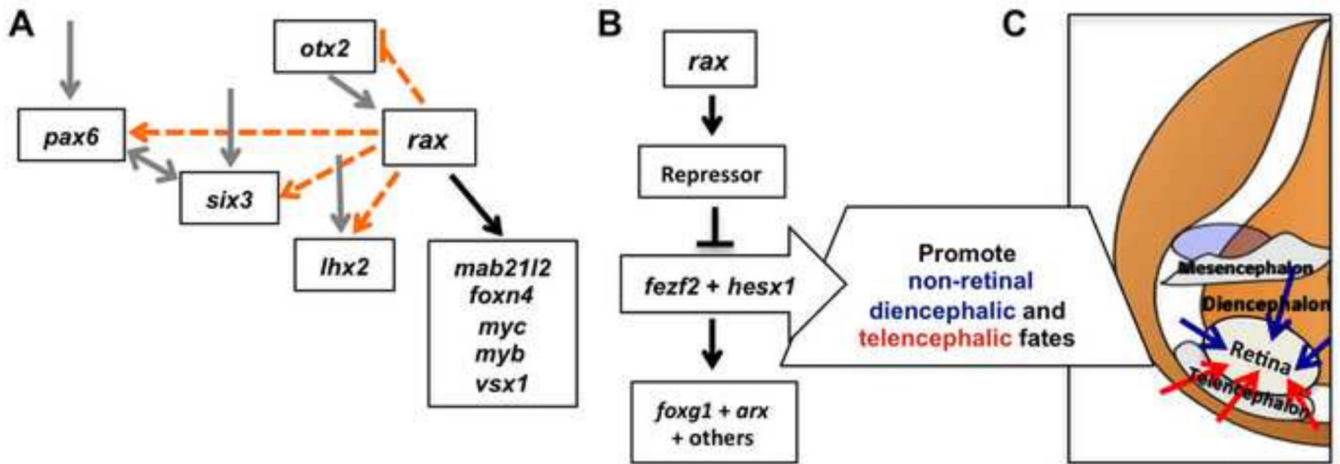 A
otx2
pax6
rax
six3
lhx2
mab21l2
foxn4
myc
myb
vsx1
B
rax
Repressor
fezf2 + hesx1
foxg1 + arx
+ others
Promote
non-retinal
diencephalic and
telencephalic fates
C
Mesencephalon
Diencephalon
Retina
Telencephalon